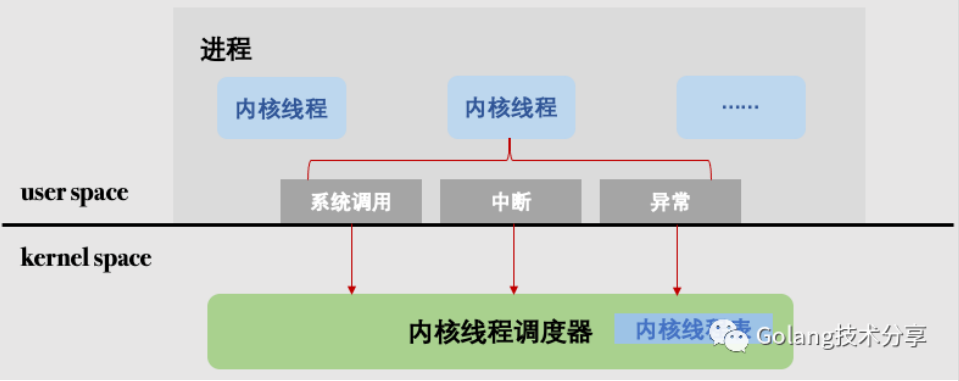 进程
内核线程
内核线程
......
系统调用
中断
异常
user space
kernel space
内核线程调度器
内核线程表
Golang技术分享